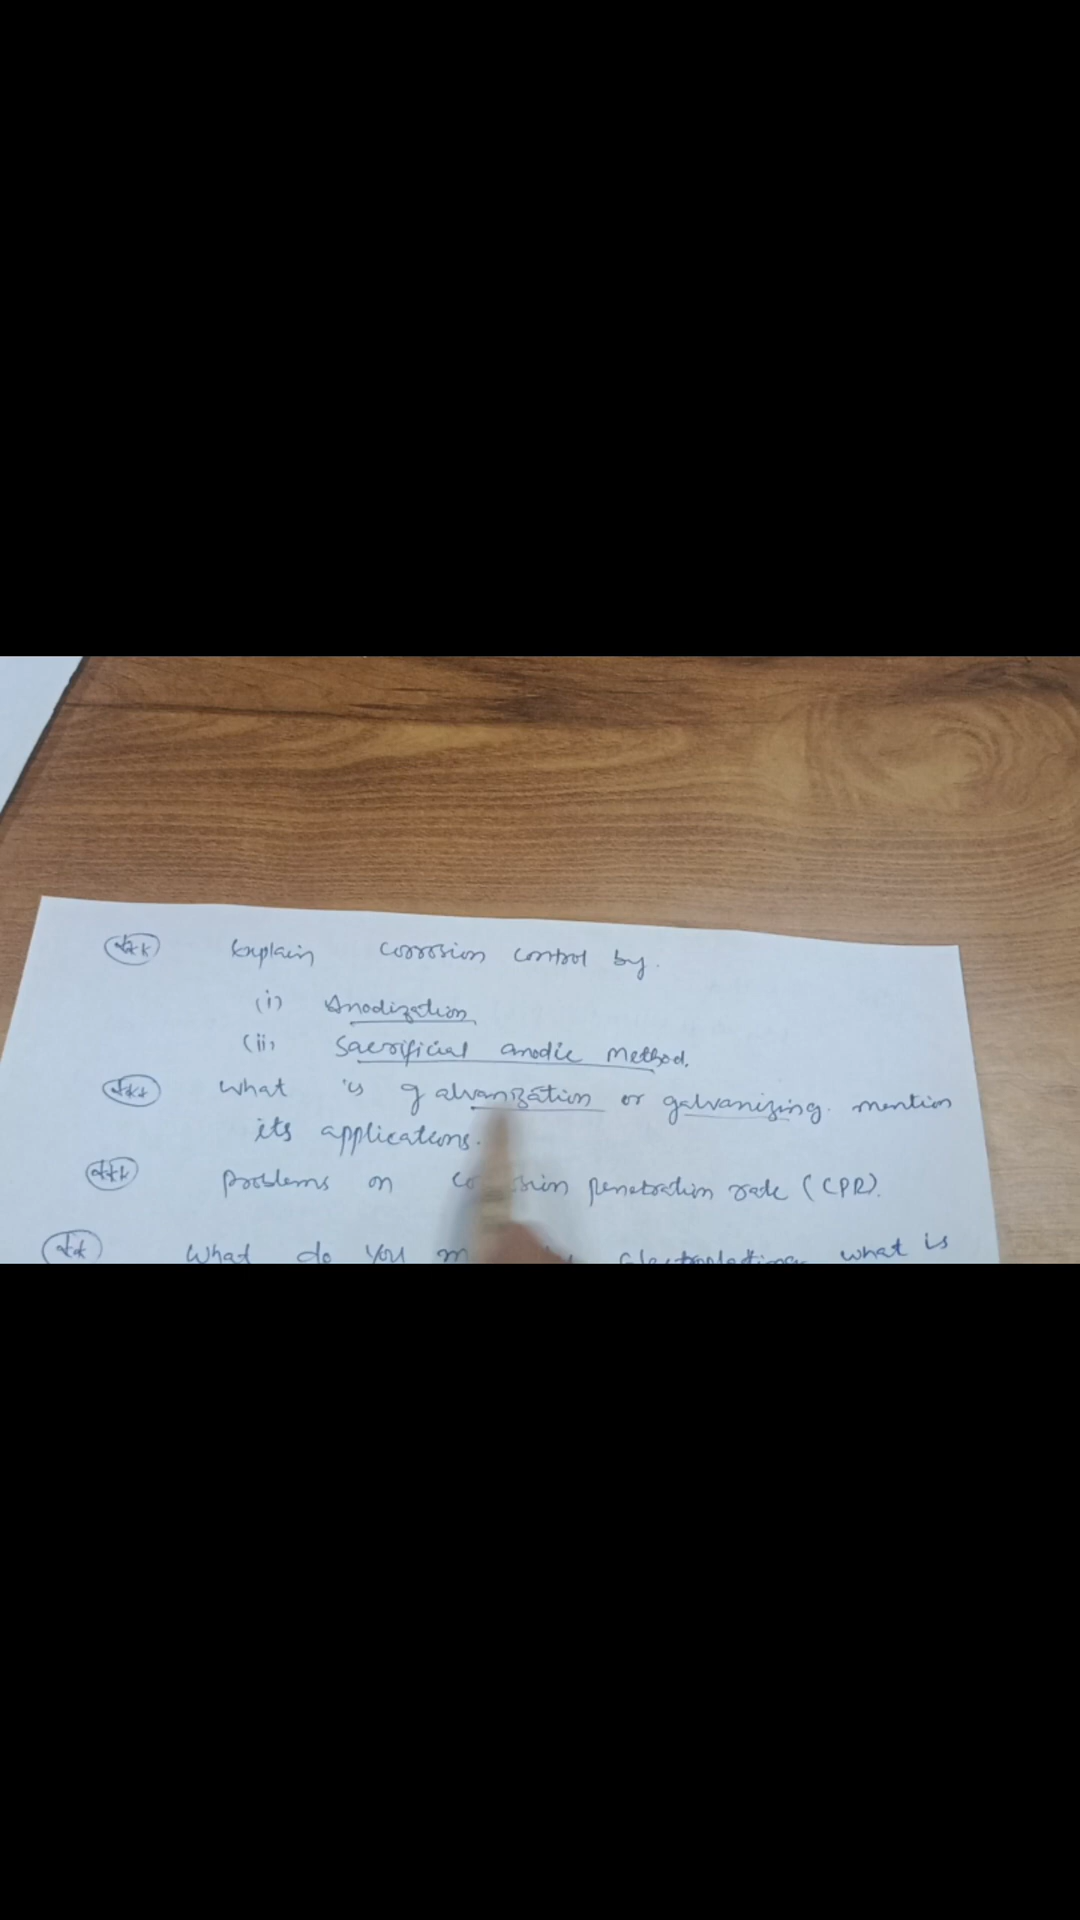 *** Explain corrosion control by.
(i) Anodization
(ii) Sacrificial anodic Method.
*** What is galvanization or galvanizing. mention
its applications.
*** Problems on penetration rate (CPR).
** What do you what is